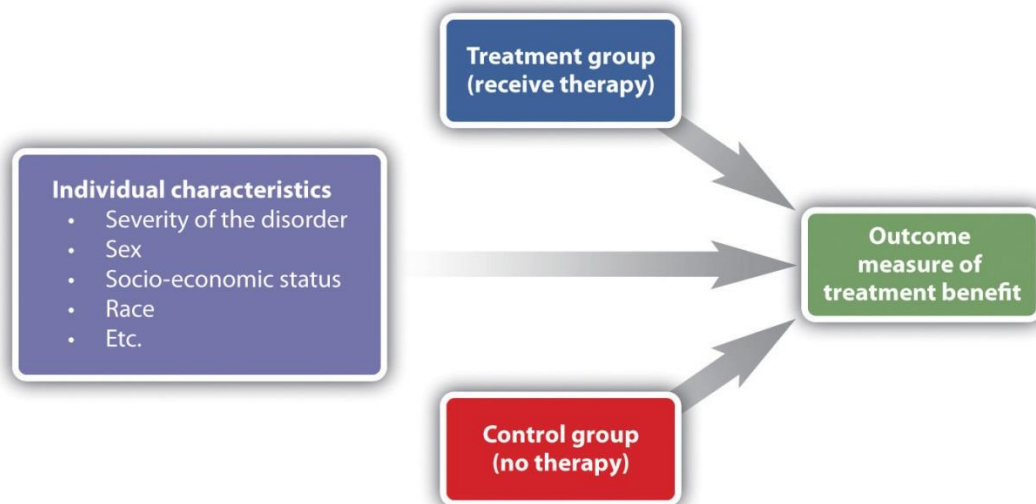 Treatment group
(receive therapy)
Individual characteristics
• Severity of the disorder
• Sex
• Socio-economic status
• Race
• Etc.
Outcome
measure of
treatment benefit
Control group
(no therapy)